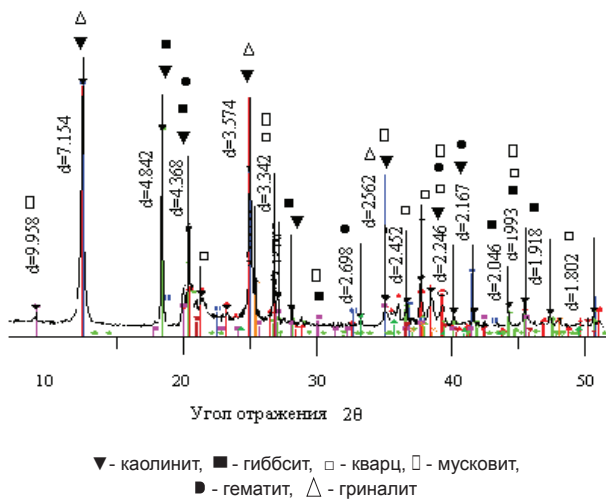 d=9.958
d=7.154
d=4.842
d=4.368
d=3.574
d=3.342
d=2.698
d=2562
d=2.452
d=2.246
d=2.167
d=2.046
d=1993
d=1.918
d=1.802
10 20 30 40 50
Угол отражения 2θ
▼ - каолинит, ■ - гиббсит, □ - кварц, ▯ - мусковит,
● - гематит, △ - гриналит